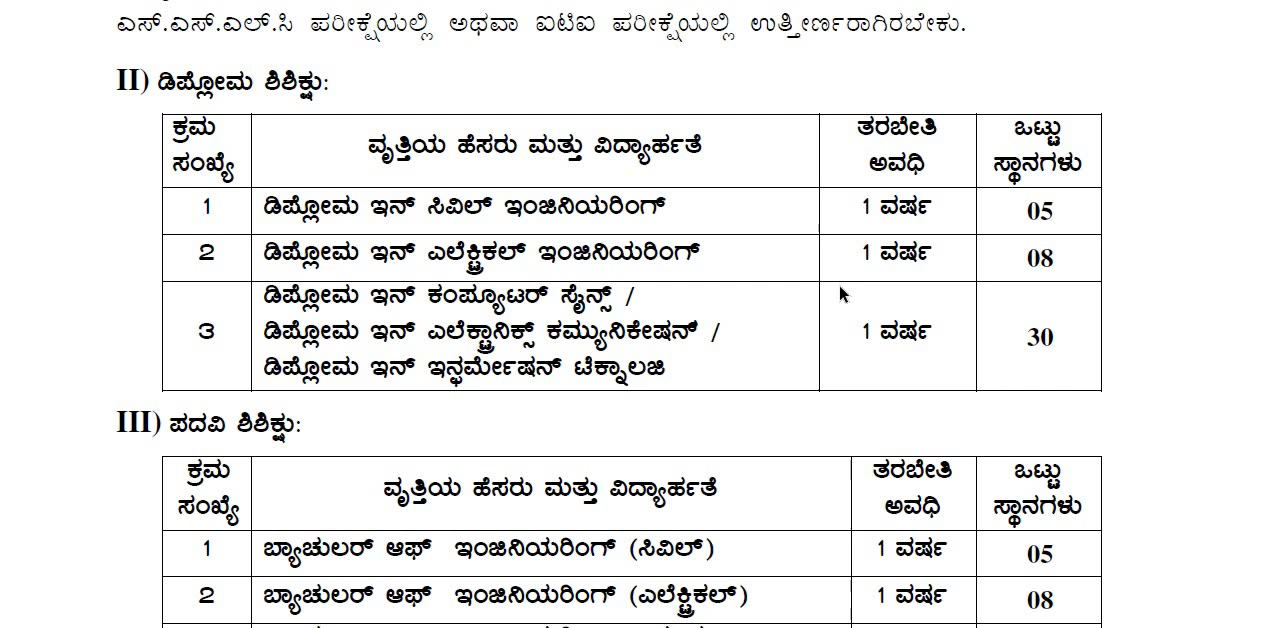 ಎಸ್.ಎಸ್.ಎಲ್.ಸಿ ಪರೀಕ್ಷೆಯಲ್ಲಿ ಅಥವಾ ಐಟಿಐ ಪರೀಕ್ಷೆಯಲ್ಲಿ ಉತ್ತೀರ್ಣರಾಗಿರಬೇಕು.
II) ಡಿಪ್ಲೋಮ ಶಿಶಿಕ್ಷು:
ಕ್ರಮ ಸಂಖ್ಯೆ ವೃತ್ತಿಯ ಹೆಸರು ಮತ್ತು ವಿದ್ಯಾರ್ಹತೆ ತರಬೇತಿ ಅವಧಿ ಒಟ್ಟು ಸ್ಥಾನಗಳು
1 ಡಿಪ್ಲೋಮ ಇನ್ ಸಿವಿಲ್ ಇಂಜಿನಿಯರಿಂಗ್ 1 ವರ್ಷ 05
2 ಡಿಪ್ಲೋಮ ಇನ್ ಎಲೆಕ್ಟ್ರಿಕಲ್ ಇಂಜಿನಿಯರಿಂಗ್ 1 ವರ್ಷ 08
ಡಿಪ್ಲೋಮ ಇನ್ ಕಂಪ್ಯೂಟರ್ ಸೈನ್ಸ್ /
3 ಡಿಪ್ಲೋಮ ಇನ್ ಎಲೆಕ್ಟ್ರಾನಿಕ್ಸ್ ಕಮ್ಯುನಿಕೇಷನ್ / 1 ವರ್ಷ 30
ಡಿಪ್ಲೋಮ ಇನ್ ಇನ್ಫರ್ಮೇಷನ್ ಟೆಕ್ನಾಲಜಿ
III) ಪದವಿ ಶಿಶಿಕ್ಷು:
ಕ್ರಮ ಸಂಖ್ಯೆ ವೃತ್ತಿಯ ಹೆಸರು ಮತ್ತು ವಿದ್ಯಾರ್ಹತೆ ತರಬೇತಿ ಅವಧಿ ಒಟ್ಟು ಸ್ಥಾನಗಳು
1 ಬ್ಯಾಚುಲರ್ ಆಫ್ ಇಂಜಿನಿಯರಿಂಗ್ (ಸಿವಿಲ್) 1 ವರ್ಷ 05
2 ಬ್ಯಾಚುಲರ್ ಆಫ್ ಇಂಜಿನಿಯರಿಂಗ್ (ಎಲೆಕ್ಟ್ರಿಕಲ್) 1 ವರ್ಷ 08